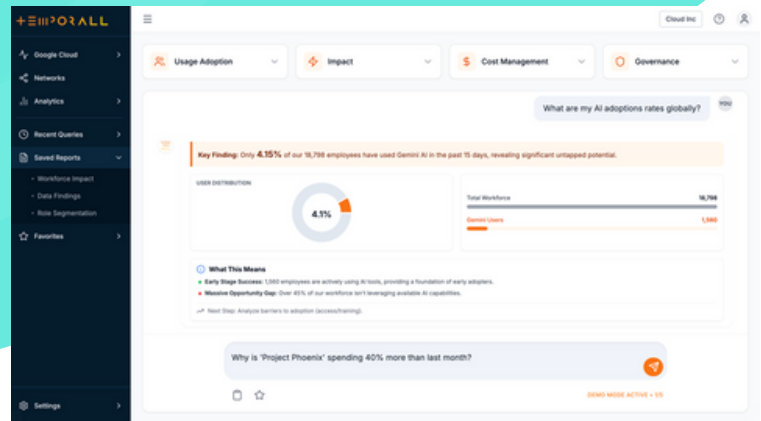 TEMPORALL
Cloud Inc
Google Cloud
Networks
Analytics
Recent Queries
Saved Reports
- Workforce Impact
- Data Findings
- Role Segmentation
Favorites
Settings
Usage Adoption
Impact
$ Cost Management
Governance
What are my AI adoptions rates globally?
YOU
Key Finding: Only 4.15% of our 18,798 employees have used Gemini AI in the past 15 days, revealing significant untapped potential.
USER DISTRIBUTION
4.1%
Total Workforce 18,798
Gemini Users 1,560
What This Means
Early Stage Success: 1,560 employees are actively using AI tools, providing a foundation of early adopters.
Massive Opportunity Gap: Over 45% of our workforce isn't leveraging available AI capabilities.
Next Step: Analyze barriers to adoption (access/training).
Why is 'Project Phoenix' spending 40% more than last month?
DEMO MODE ACTIVE • 1/5